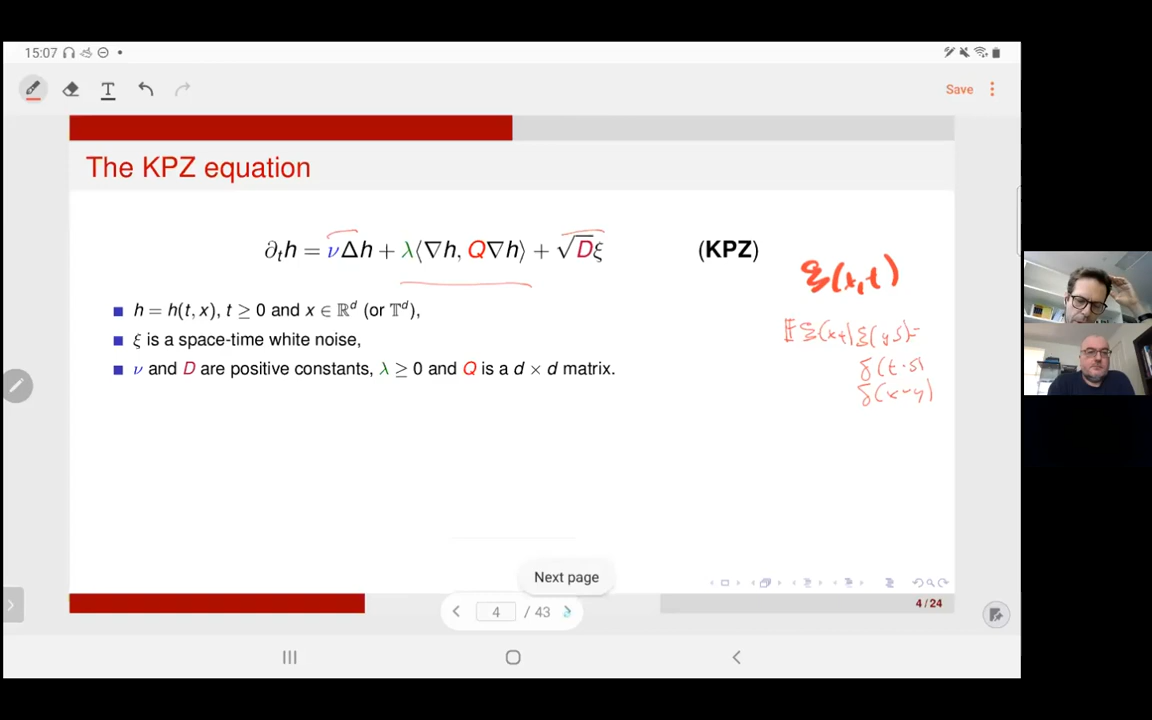 15:07
T
Save
The KPZ equation
∂ₜh = νΔh + λ⟨∇h, Q∇h⟩ + √Dξ (KPZ)
ξ(x,t)
h = h(t, x), t ≥ 0 and x ∈ ℝᵈ (or 𝕋ᵈ),
ξ is a space-time white noise,
ν and D are positive constants, λ ≥ 0 and Q is a d × d matrix.
𝔼 ξ(x,t) ξ(y,s) =
δ(t-s)
δ(x-y)
Next page
4 / 43
4/24